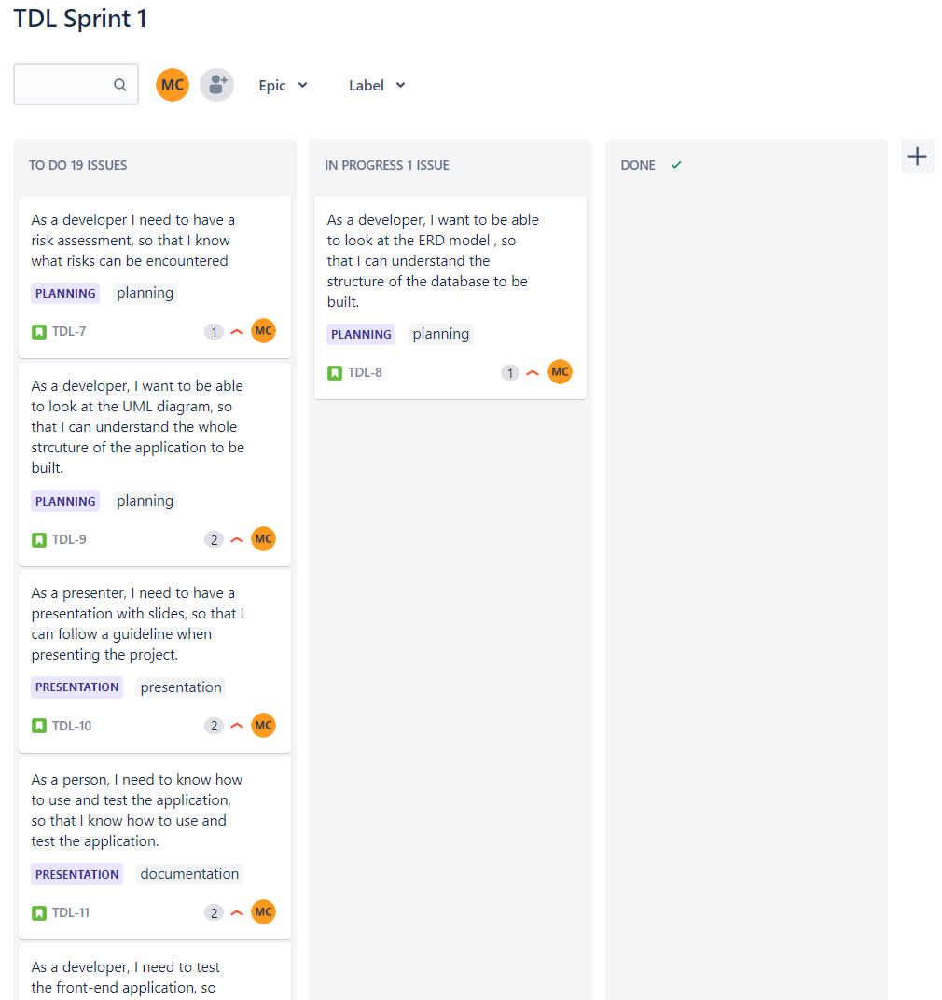 TDL Sprint 1
MC
Epic
Label
TO DO 19 ISSUES
As a developer I need to have a
risk assessment, so that I know
what risks can be encountered
PLANNING planning
TDL-7 1 MC
As a developer, I want to be able
to look at the UML diagram, so
that I can understand the whole
strcuture of the application to be
built.
PLANNING planning
TDL-9 2 MC
As a presenter, I need to have a
presentation with slides, so that I
can follow a guideline when
presenting the project.
PRESENTATION presentation
TDL-10 2 MC
As a person, I need to know how
to use and test the application,
so that I know how to use and
test the application.
PRESENTATION documentation
TDL-11 2 MC
As a developer, I need to test
the front-end application, so
IN PROGRESS 1 ISSUE
As a developer, I want to be able
to look at the ERD model , so
that I can understand the
structure of the database to be
built.
PLANNING planning
TDL-8 1 MC
DONE